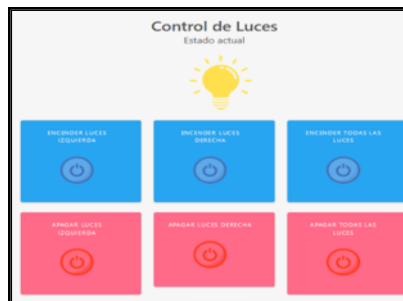 Control de Luces
Estado actual
ENCENDER LUCES
IZQUIERDA
ENCENDER LUCES
DERECHA
ENCENDER TODAS LAS
LUCES
APAGAR LUCES
IZQUIERDA
APAGAR LUCES DERECHA
APAGAR TODAS LAS
LUCES